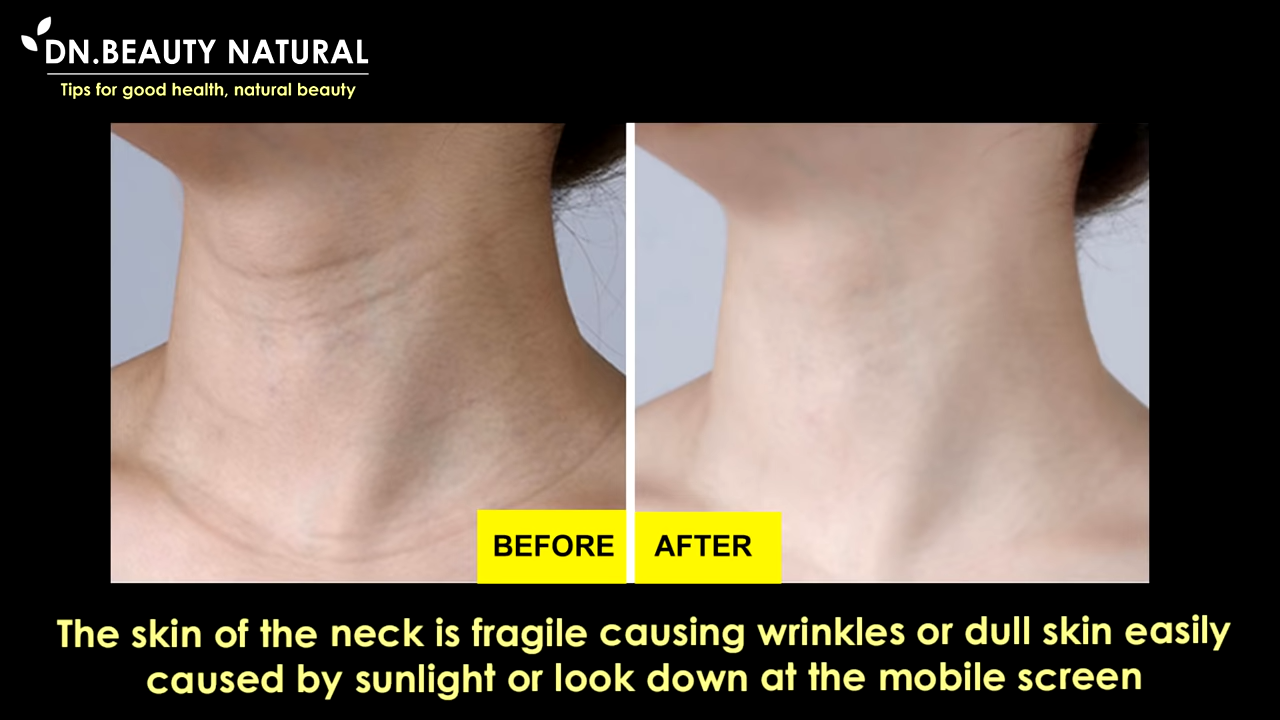 DN.BEAUTY NATURAL
Tips for good health, natural beauty
BEFORE
AFTER
The skin of the neck is fragile causing wrinkles or dull skin easily
caused by sunlight or look down at the mobile screen